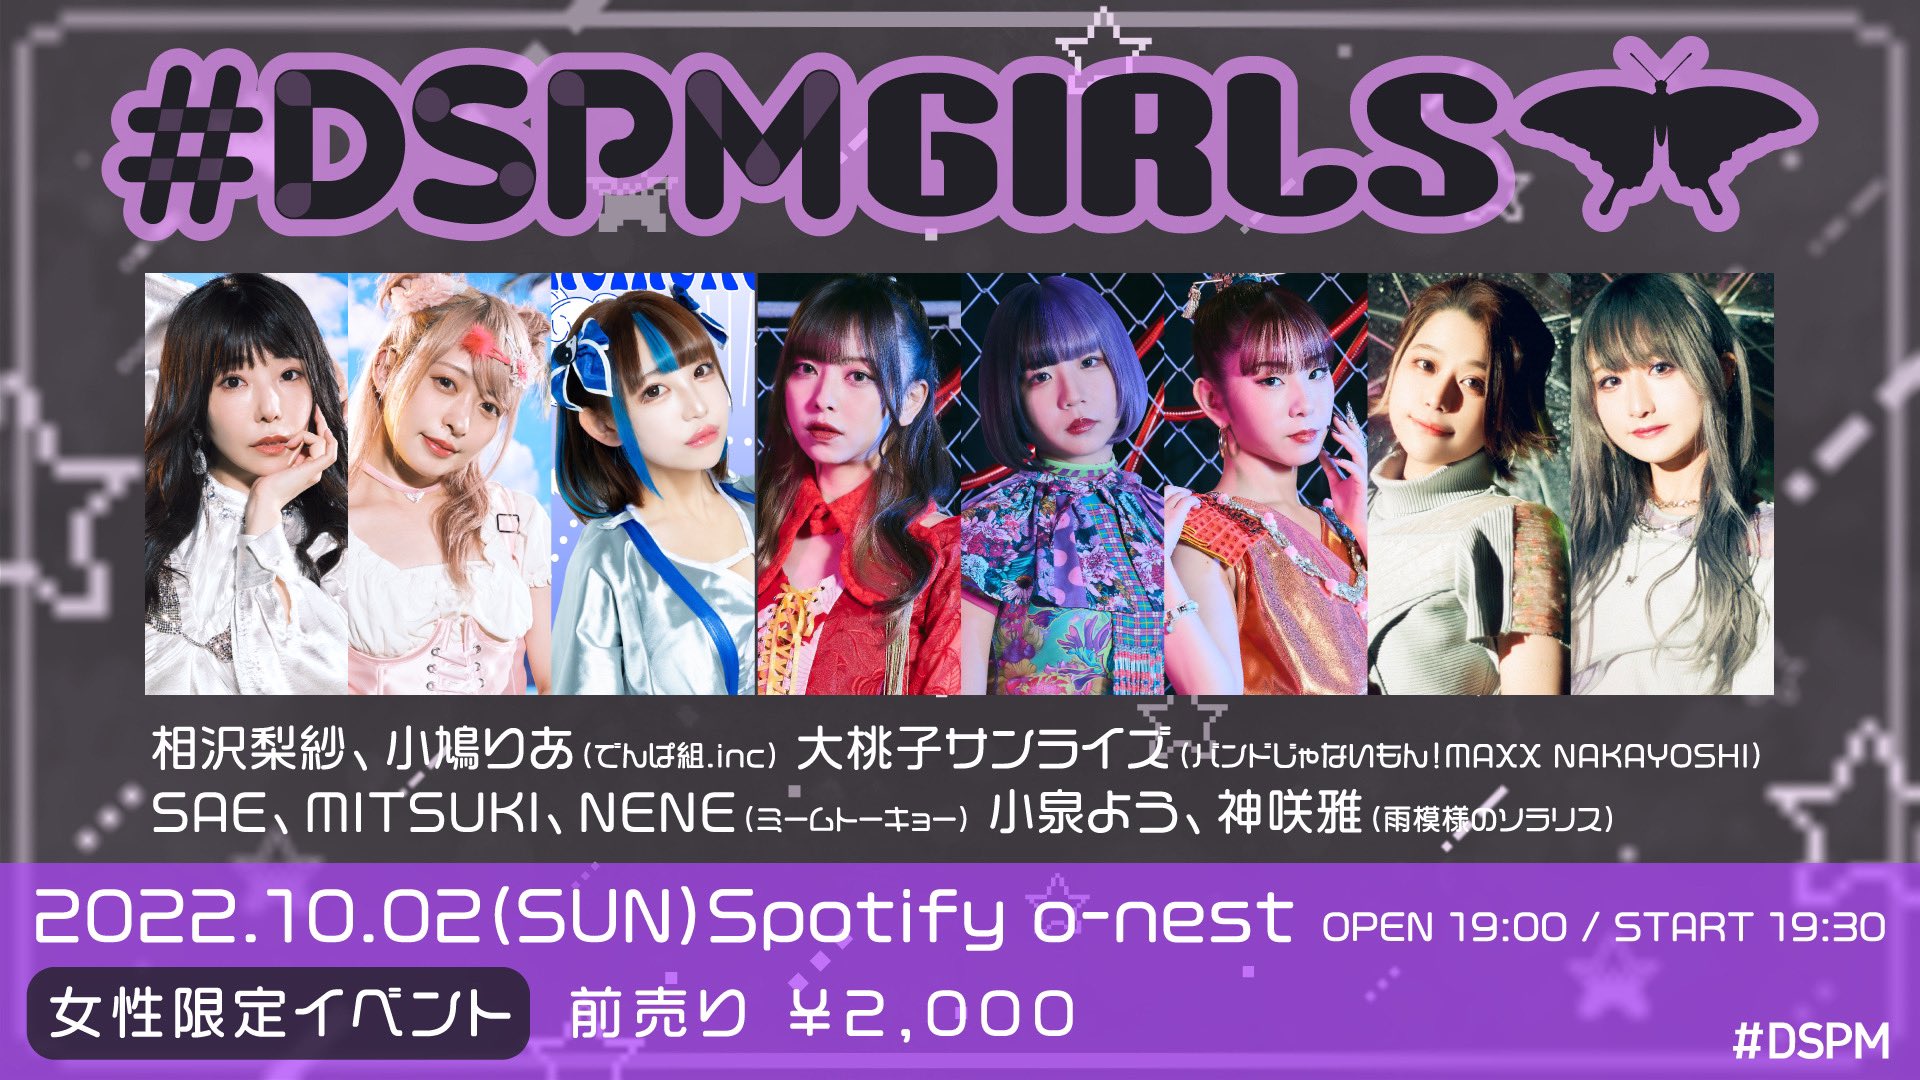 #DSPMGIRLS
相沢梨紗、小鳩りあ(でんぱ組.inc) 大桃子サンライズ(バンドじゃないもん!MAXX NAKAYOSHI)
SAE、MITSUKI、NENE(ミームトーキョー) 小泉よう、神咲雅(雨模様のソラリス)
2022.10.02(SUN)Spotify o-nest OPEN 19:00 / START 19:30
女性限定イベント 前売り ¥2,000
#DSPM